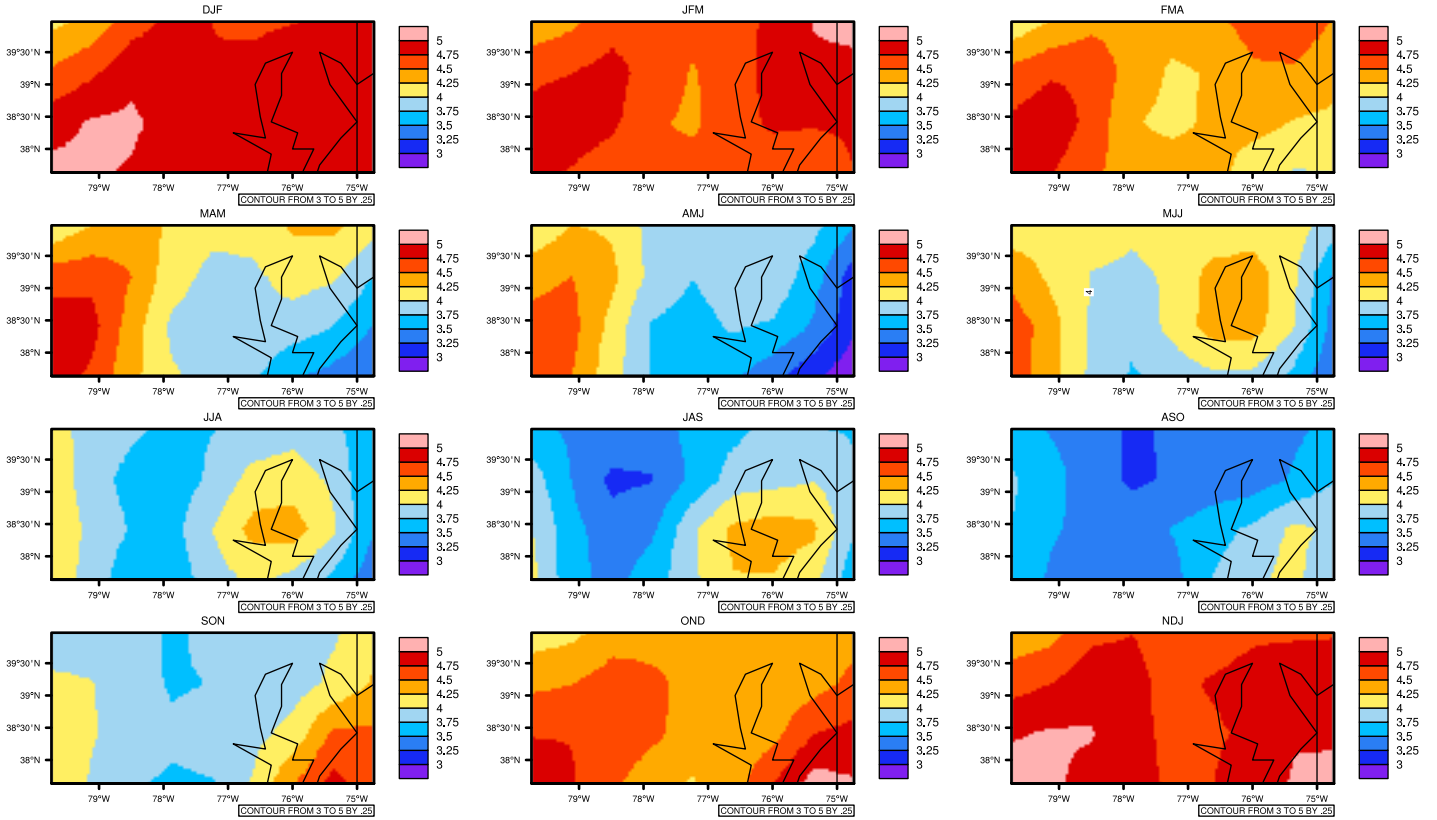 DJF JFM FMA
39°30'N 39°N 38°30'N 38°N
79°W 78°W 77°W 76°W 75°W
5 4.75 4.5 4.25 4 3.75 3.5 3.25 3
CONTOUR FROM 3 TO 5 BY .25
39°30'N 39°N 38°30'N 38°N
79°W 78°W 77°W 76°W 75°W
5 4.75 4.5 4.25 4 3.75 3.5 3.25 3
CONTOUR FROM 3 TO 5 BY .25
39°30'N 39°N 38°30'N 38°N
79°W 78°W 77°W 76°W 75°W
5 4.75 4.5 4.25 4 3.75 3.5 3.25 3
CONTOUR FROM 3 TO 5 BY .25
MAM AMJ MJJ
39°30'N 39°N 38°30'N 38°N
79°W 78°W 77°W 76°W 75°W
5 4.75 4.5 4.25 4 3.75 3.5 3.25 3
CONTOUR FROM 3 TO 5 BY .25
39°30'N 39°N 38°30'N 38°N
79°W 78°W 77°W 76°W 75°W
5 4.75 4.5 4.25 4 3.75 3.5 3.25 3
CONTOUR FROM 3 TO 5 BY .25
39°30'N 39°N 38°30'N 38°N
4
79°W 78°W 77°W 76°W 75°W
5 4.75 4.5 4.25 4 3.75 3.5 3.25 3
CONTOUR FROM 3 TO 5 BY .25
JJA JAS ASO
39°30'N 39°N 38°30'N 38°N
79°W 78°W 77°W 76°W 75°W
5 4.75 4.5 4.25 4 3.75 3.5 3.25 3
CONTOUR FROM 3 TO 5 BY .25
39°30'N 39°N 38°30'N 38°N
79°W 78°W 77°W 76°W 75°W
5 4.75 4.5 4.25 4 3.75 3.5 3.25 3
CONTOUR FROM 3 TO 5 BY .25
39°30'N 39°N 38°30'N 38°N
79°W 78°W 77°W 76°W 75°W
5 4.75 4.5 4.25 4 3.75 3.5 3.25 3
CONTOUR FROM 3 TO 5 BY .25
SON OND NDJ
39°30'N 39°N 38°30'N 38°N
79°W 78°W 77°W 76°W 75°W
5 4.75 4.5 4.25 4 3.75 3.5 3.25 3
CONTOUR FROM 3 TO 5 BY .25
39°30'N 39°N 38°30'N 38°N
79°W 78°W 77°W 76°W 75°W
5 4.75 4.5 4.25 4 3.75 3.5 3.25 3
CONTOUR FROM 3 TO 5 BY .25
39°30'N 39°N 38°30'N 38°N
79°W 78°W 77°W 76°W 75°W
5 4.75 4.5 4.25 4 3.75 3.5 3.25 3
CONTOUR FROM 3 TO 5 BY .25